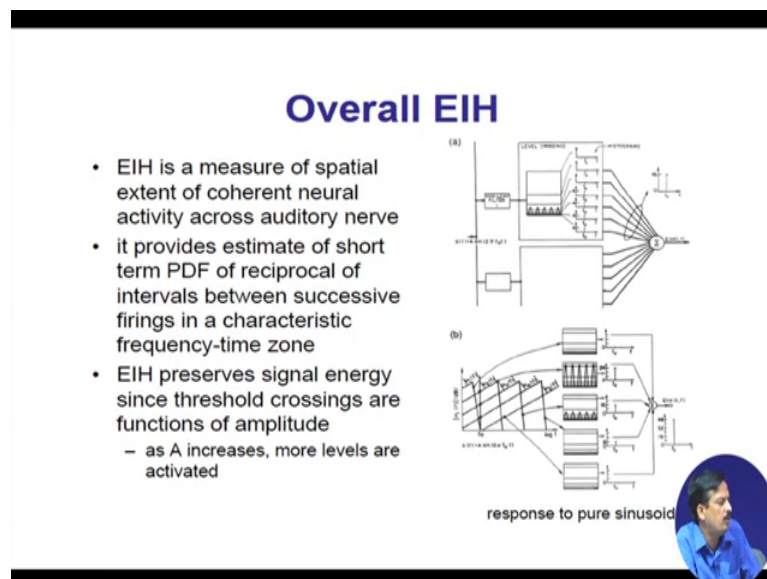 Overall EIH
• EIH is a measure of spatial
extent of coherent neural
activity across auditory nerve
• it provides estimate of short
term PDF of reciprocal of
intervals between successive
firings in a characteristic
frequency-time zone
• EIH preserves signal energy
since threshold crossings are
functions of amplitude
– as A increases, more levels are
activated
(a)
LEVEL CROSSINGS
HISTOGRAMS
(b)
response to pure sinusoid